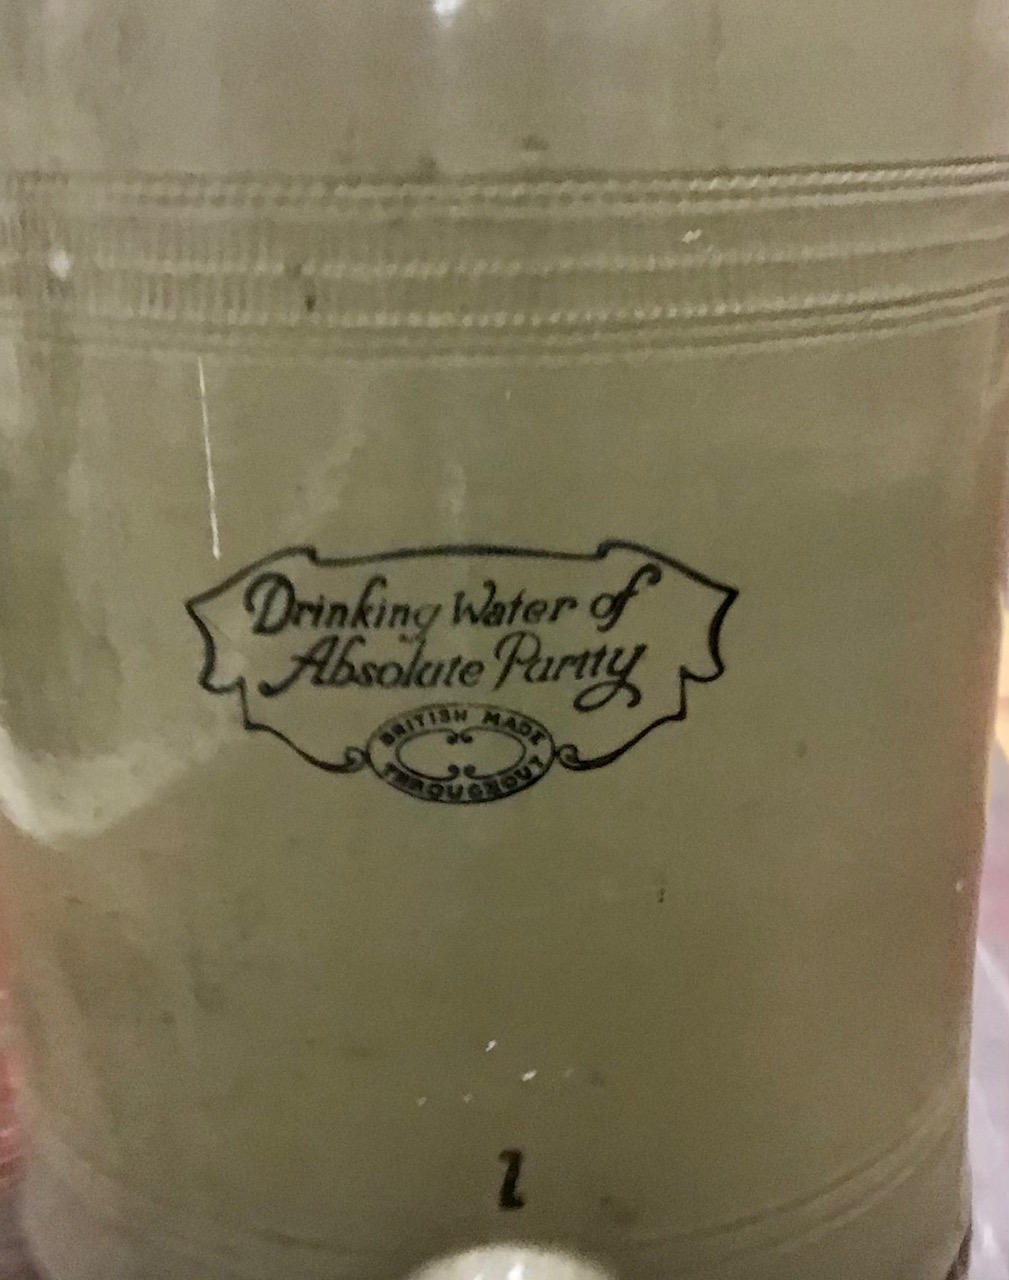 Drinking Water of
Absolute Purity
BRITISH MADE
THROUGHOUT
1